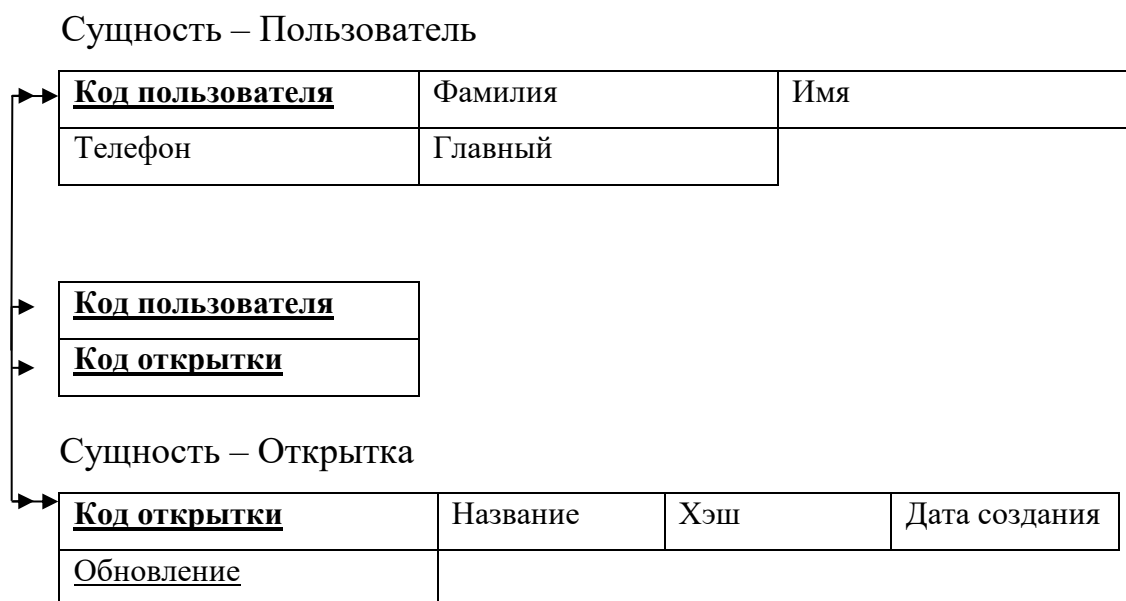 Сущность – Пользователь
Код пользователя Фамилия Имя
Телефон Главный
Код пользователя
Код открытки
Сущность – Открытка
Код открытки Название Хэш Дата создания
Обновление